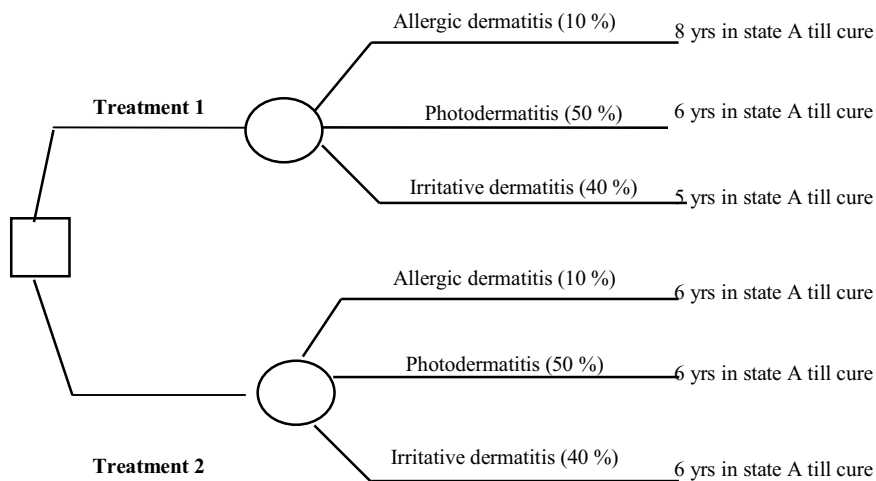 Allergic dermatitis (10 %)
8 yrs in state A till cure
Treatment 1
Photodermatitis (50 %)
6 yrs in state A till cure
Irritative dermatitis (40 %)
5 yrs in state A till cure
Allergic dermatitis (10 %)
6 yrs in state A till cure
Photodermatitis (50 %)
6 yrs in state A till cure
Treatment 2
Irritative dermatitis (40 %)
6 yrs in state A till cure